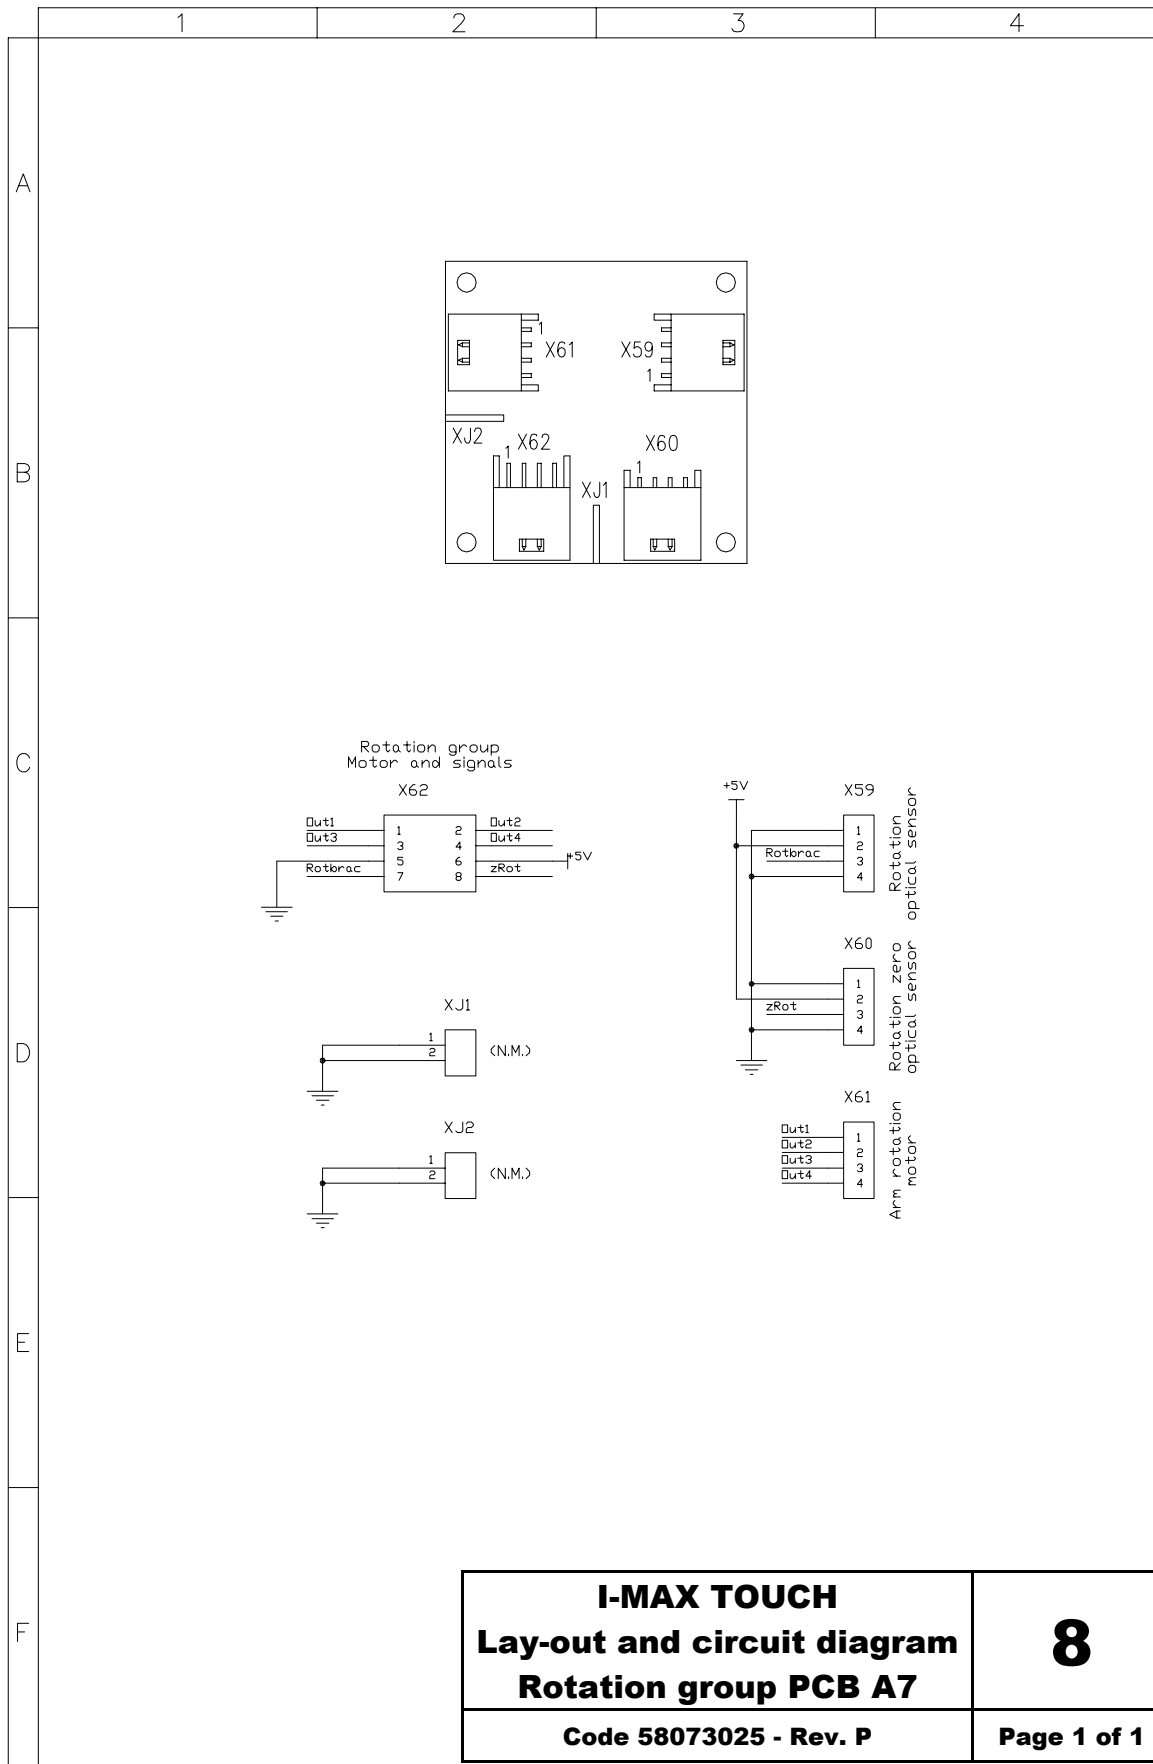 1 2 3 4
A
B
C
D
E
F
1
X61
X59
1
XJ2
X62
1
X60
1
XJ1
Rotation group
Motor and signals
X62
Out1 1 2 Out2
Out3 3 4 Out4
5 6 +5V
Rotbrac 7 8 zRot
+5V
X59
1
2
Rotbrac 3
4
Rotation
optical sensor
X60
1
2
zRot 3
4
Rotation zero
optical sensor
XJ1
1
2 (N.M.)
XJ2
1
2 (N.M.)
X61
Out1 1
Out2 2
Out3 3
Out4 4
Arm rotation
motor
I-MAX TOUCH
Lay-out and circuit diagram
Rotation group PCB A7
8
Code 58073025 - Rev. P
Page 1 of 1